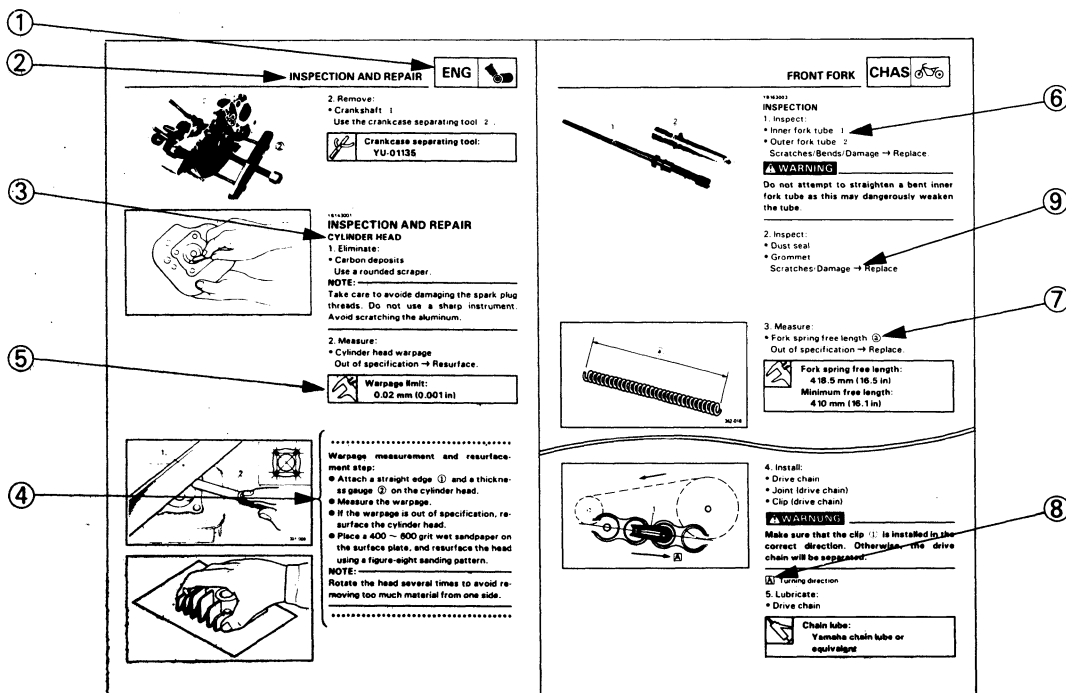 ①
②
③
④
⑤
⑥
⑦
⑧
⑨
INSPECTION AND REPAIR
ENG
2. Remove:
• Crankshaft 1
Use the crankcase separating tool 2 .
Crankcase separating tool:
YU-01135
②
INSPECTION AND REPAIR
CYLINDER HEAD
1. Eliminate:
• Carbon deposits
Use a rounded scraper.
NOTE:
Take care to avoide damaging the spark plug
threads. Do not use a sharp instrument.
Avoid scratching the aluminum.
2. Measure:
• Cylinder head warpage
Out of specification → Resurface.
Warpage limit:
0.02 mm (0.001 in)
1.
2
Warpage measurement and resurface-
ment step:
● Attach a straight edge ① and a thickne-
ss gauge ② on the cylinder head.
● Measure the warpage.
● If the warpage is out of specification, re-
surface the cylinder head.
● Place a 400 ~ 600 grit wet sandpaper on
the surface plate, and resurface the head
using a figure-eight sanding pattern.
NOTE:
Rotate the head several times to avoid re-
moving too much material from one side.
FRONT FORK
CHAS
INSPECTION
1. Inspect:
• Inner fork tube 1
• Outer fork tube 2
Scratches/Bends/Damage → Replace.
WARNING
Do not attempt to straighten a bent inner
fork tube as this may dangerously weaken
the tube.
1
2
2. Inspect:
• Dust seal
• Grommet
Scratches/Damage → Replace
3. Measure:
• Fork spring free length ⓐ
Out of specification → Replace.
Fork spring free length:
418.5 mm (16.5 in)
Minimum free length:
410 mm (16.1 in)
4. Install:
• Drive chain
• Joint (drive chain)
• Clip (drive chain)
WARNUNG
Make sure that the clip ① is installed in the
correct direction. Otherwise, the drive
chain will be separated.
A Turning direction
5. Lubricate:
• Drive chain
Chain lube:
Yamaha chain lube or
equivalent
1
A